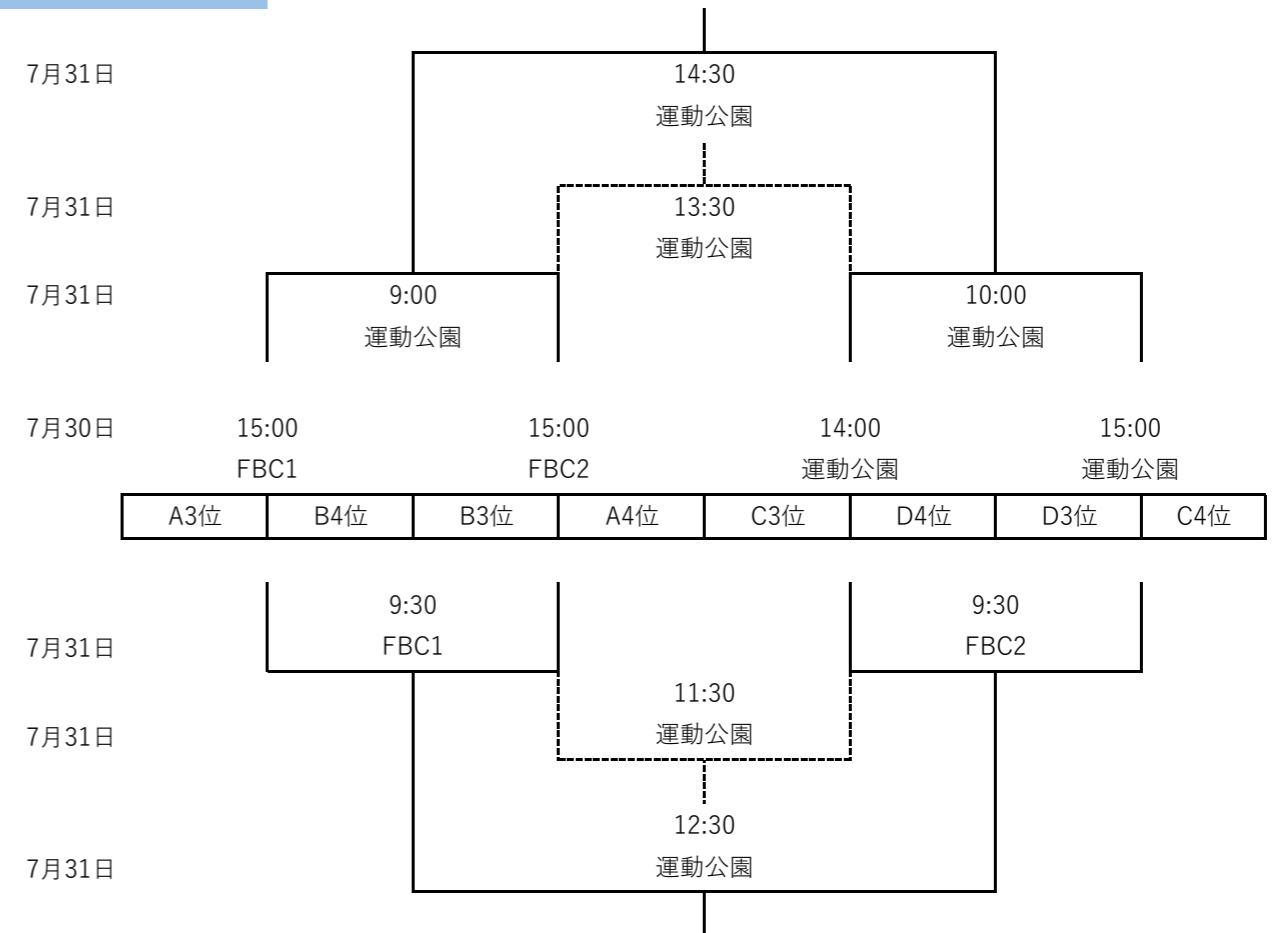 7月31日
14:30
運動公園
7月31日
13:30
運動公園
7月31日
9:00
10:00
運動公園
運動公園
7月30日
15:00
15:00
14:00
15:00
FBC1
FBC2
運動公園
運動公園
A3位
B4位
B3位
A4位
C3位
D4位
D3位
C4位
9:30
9:30
7月31日
FBC1
FBC2
11:30
7月31日
運動公園
12:30
7月31日
運動公園